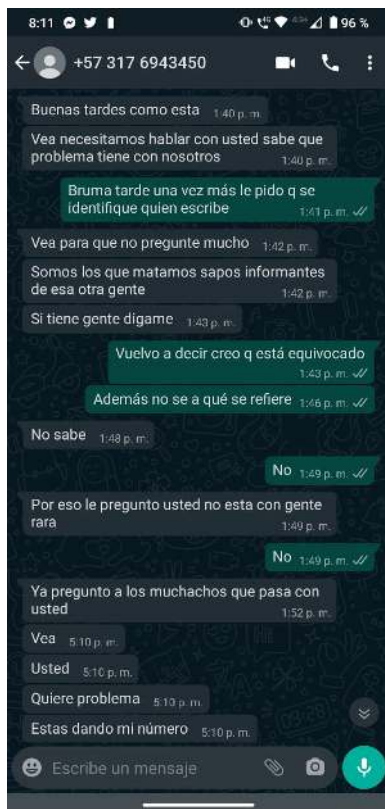 8:11
96 %
+57 317 6943450
Buenas tardes como esta 1:40 p. m.
Vea necesitamos hablar con usted sabe que
problema tiene con nosotros 1:40 p. m.
Bruma tarde una vez más le pido q se
identifique quien escribe 1:41 p. m.
Vea para que no pregunte mucho 1:42 p. m.
Somos los que matamos sapos informantes
de esa otra gente 1:42 p. m.
Si tiene gente digame 1:43 p. m.
Vuelvo a decir creo q está equivocado
1:43 p. m.
Además no se a qué se refiere 1:46 p. m.
No sabe 1:48 p. m.
No 1:49 p. m.
Por eso le pregunto usted no esta con gente
rara 1:49 p. m.
No 1:49 p. m.
Ya pregunto a los muchachos que pasa con
usted 1:52 p. m.
Vea 5:10 p. m.
Usted 5:10 p. m.
Quiere problema 5:10 p. m.
Estas dando mi número 5:10 p. m.
Escribe un mensaje